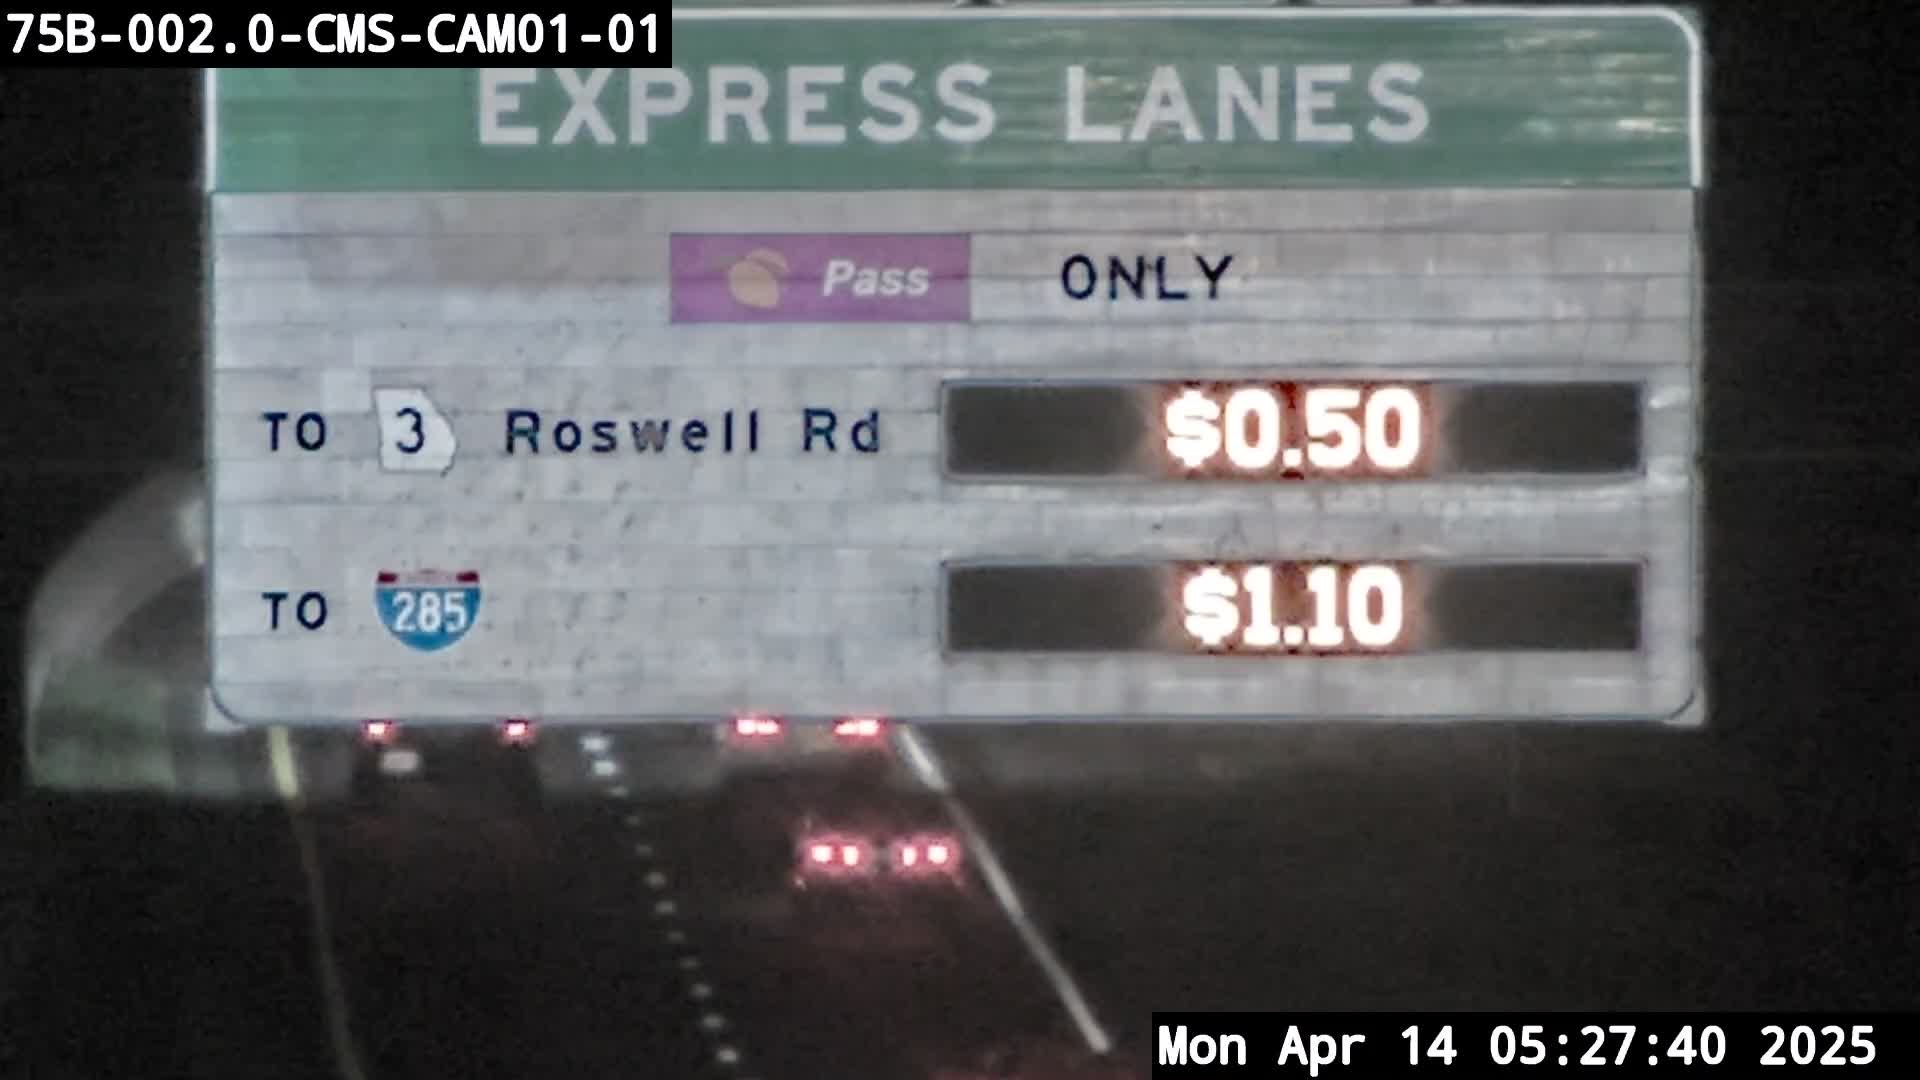 75B-002.0-CMS-CAM01-01
EXPRESS LANES
Pass ONLY
TO 3 Roswell Rd $0.50
TO 285 $1.10
Mon Apr 14 05:27:40 2025